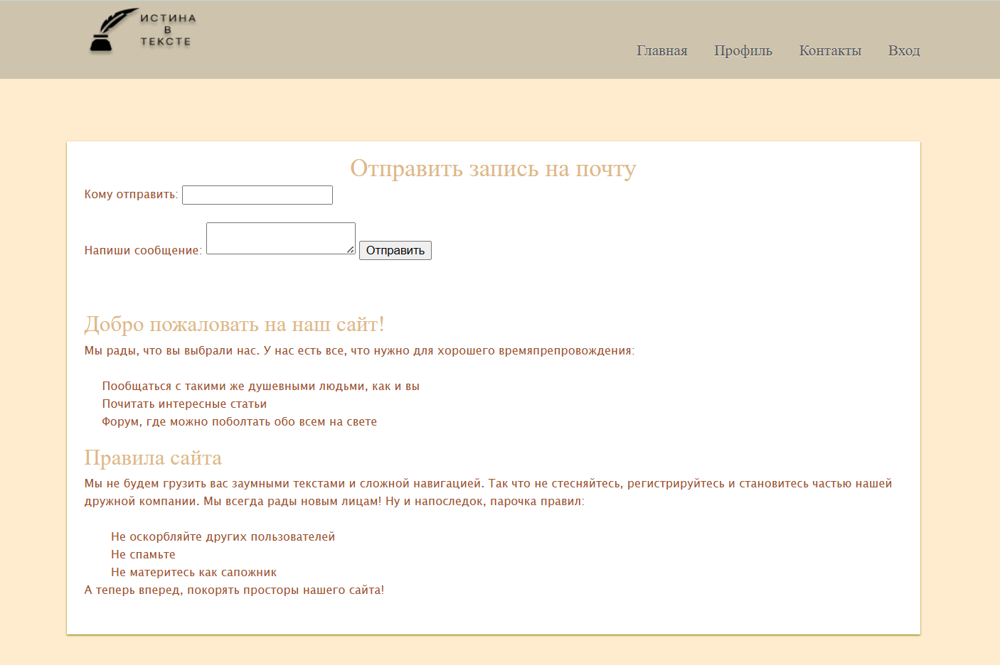 ИСТИНА
В
ТЕКСТЕ
Главная Профиль Контакты Вход
Отправить запись на почту
Кому отправить:
Напиши сообщение: Отправить
Добро пожаловать на наш сайт!
Мы рады, что вы выбрали нас. У нас есть все, что нужно для хорошего времяпрепровождения:
Пообщаться с такими же душевными людьми, как и вы
Почитать интересные статьи
Форум, где можно поболтать обо всем на свете
Правила сайта
Мы не будем грузить вас заумными текстами и сложной навигацией. Так что не стесняйтесь, регистрируйтесь и становитесь частью нашей
дружной компании. Мы всегда рады новым лицам! Ну и напоследок, парочка правил:
Не оскорбляйте других пользователей
Не спамьте
Не материтесь как сапожник
А теперь вперед, покорять просторы нашего сайта!